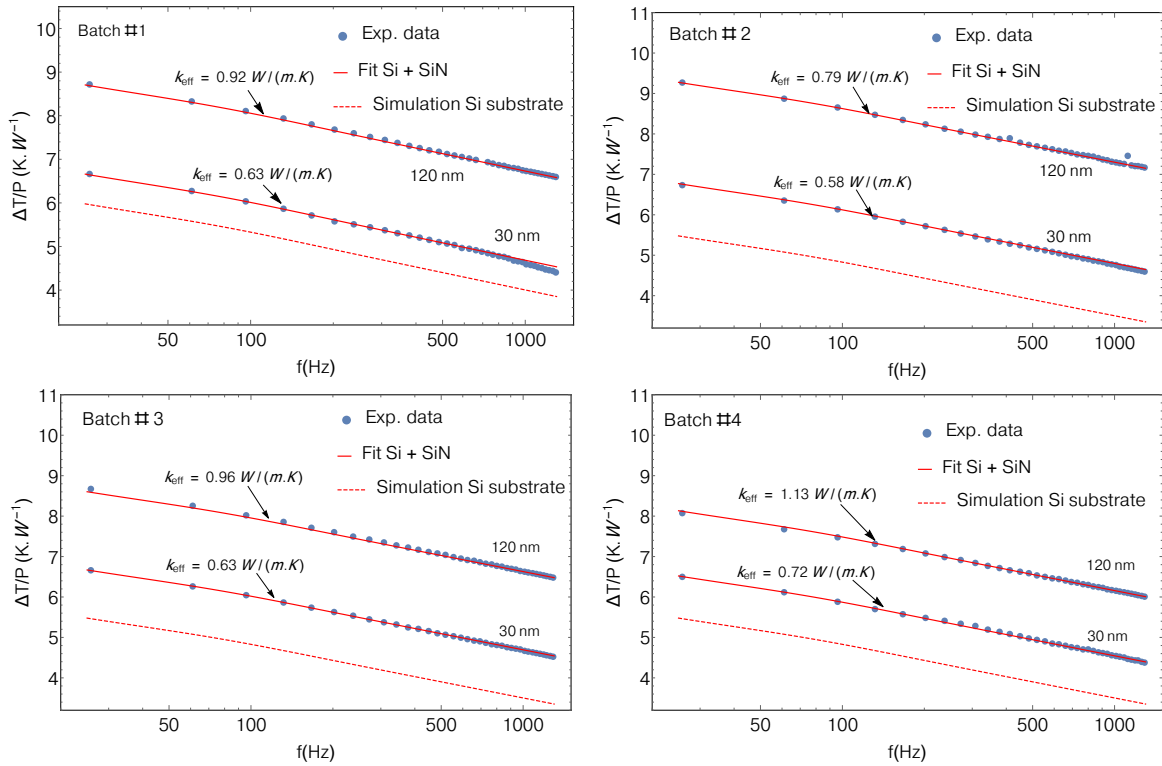 Batch #1
Exp. data
Fit Si + SiN
Simulation Si substrate
k_eff = 0.92 W/(m.K)
k_eff = 0.63 W/(m.K)
120 nm
30 nm
ΔT/P (K.W⁻¹)
11
10
9
8
7
6
5
4
50
100
500
1000
f(Hz)
Batch #2
Exp. data
Fit Si + SiN
Simulation Si substrate
k_eff = 0.79 W/(m.K)
k_eff = 0.58 W/(m.K)
120 nm
30 nm
ΔT/P (K.W⁻¹)
11
10
9
8
7
6
5
4
50
100
500
1000
f(Hz)
Batch #3
Exp. data
Fit Si + SiN
Simulation Si substrate
k_eff = 0.96 W/(m.K)
k_eff = 0.63 W/(m.K)
120 nm
30 nm
ΔT/P (K.W⁻¹)
11
10
9
8
7
6
5
4
50
100
500
1000
f(Hz)
Batch #4
Exp. data
Fit Si + SiN
Simulation Si substrate
k_eff = 1.13 W/(m.K)
k_eff = 0.72 W/(m.K)
120 nm
30 nm
ΔT/P (K.W⁻¹)
11
10
9
8
7
6
5
4
50
100
500
1000
f(Hz)